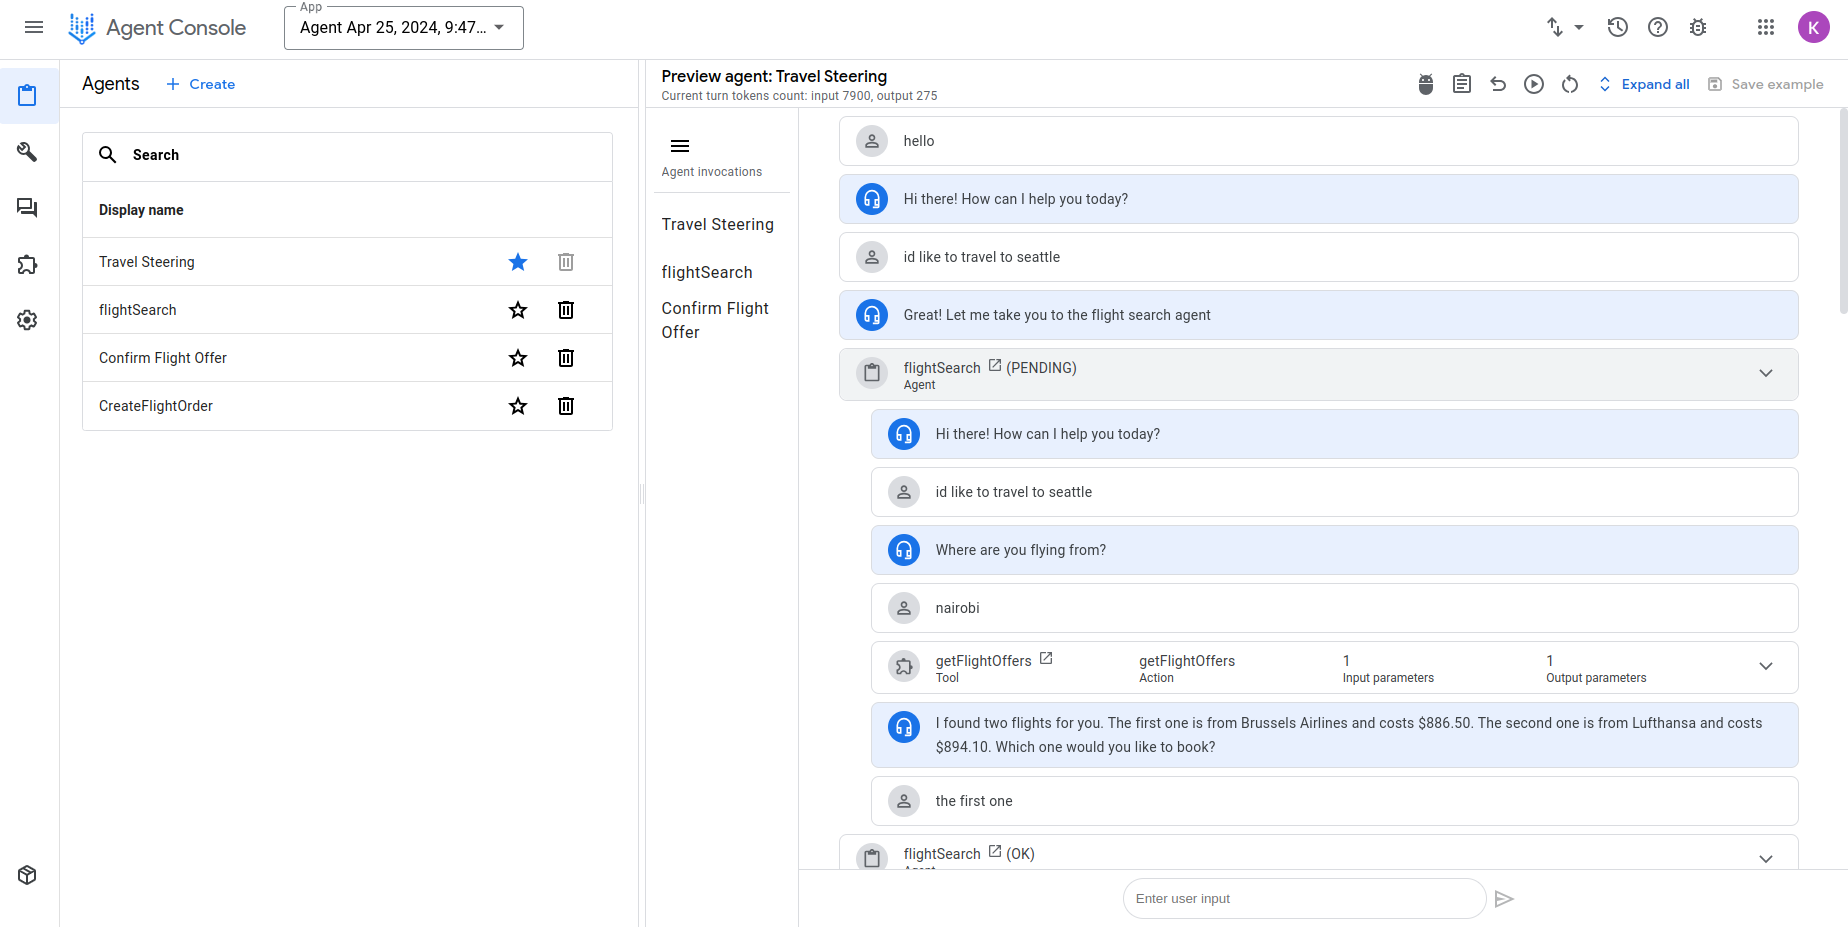 Agent Console
App
Agent Apr 25, 2024, 9:47...
K
Agents
Create
Search
Display name
Travel Steering
flightSearch
Confirm Flight Offer
CreateFlightOrder
Preview agent: Travel Steering
Current turn tokens count: input 7900, output 275
Expand all
Save example
Agent invocations
Travel Steering
flightSearch
Confirm Flight
Offer
hello
Hi there! How can I help you today?
id like to travel to seattle
Great! Let me take you to the flight search agent
flightSearch (PENDING)
Agent
Hi there! How can I help you today?
id like to travel to seattle
Where are you flying from?
nairobi
getFlightOffers getFlightOffers 1 1
Tool Action Input parameters Output parameters
I found two flights for you. The first one is from Brussels Airlines and costs $886.50. The second one is from Lufthansa and costs
$894.10. Which one would you like to book?
the first one
flightSearch (OK)
Agent
Enter user input